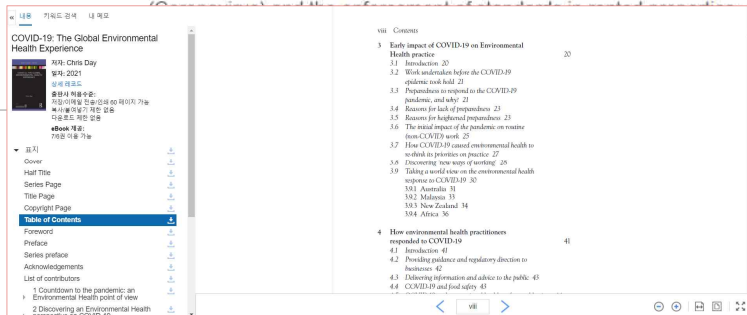 (Coronavirus) and the enforcement of standards in rented properties
« 내용 키워드 검색 내 메모
COVID-19: The Global Environmental
Health Experience
저자: Chris Day
일자: 2021
상세 레코드
출판사 허용수준:
저장/이메일 전송/인쇄 60 페이지 가능
복사/붙여넣기 제한 없음
다운로드 제한 없음
eBook 제공:
7/8권 이용 가능
표지
Cover
Half Title
Series Page
Title Page
Copyright Page
Table of Contents
Foreword
Preface
Series preface
Acknowledgements
List of contributors
1 Countdown to the pandemic: an
Environmental Health point of view
2 Discovering an Environmental Health
perspective on COVID-19
viii Contents
3 Early impact of COVID-19 on Environmental
Health practice 20
3.1 Introduction 20
3.2 Work undertaken before the COVID-19
epidemic took hold 21
3.3 Preparedness to respond to the COVID-19
pandemic, and why? 21
3.4 Reasons for lack of preparedness 23
3.5 Reasons for heightened preparedness 23
3.6 The initial impact of the pandemic on routine
(non-COVID) work 25
3.7 How COVID-19 caused environmental health to
re-think its priorities on practice 27
3.8 Discovering ‘new ways of working’ 28
3.9 Taking a world view on the environmental health
response to COVID-19 30
3.9.1 Australia 31
3.9.2 Malaysia 33
3.9.3 New Zealand 34
3.9.4 Africa 36
4 How environmental health practitioners
responded to COVID-19 41
4.1 Introduction 41
4.2 Providing guidance and regulatory direction to
businesses 42
4.3 Delivering information and advice to the public 43
4.4 COVID-19 and food safety 43
viii